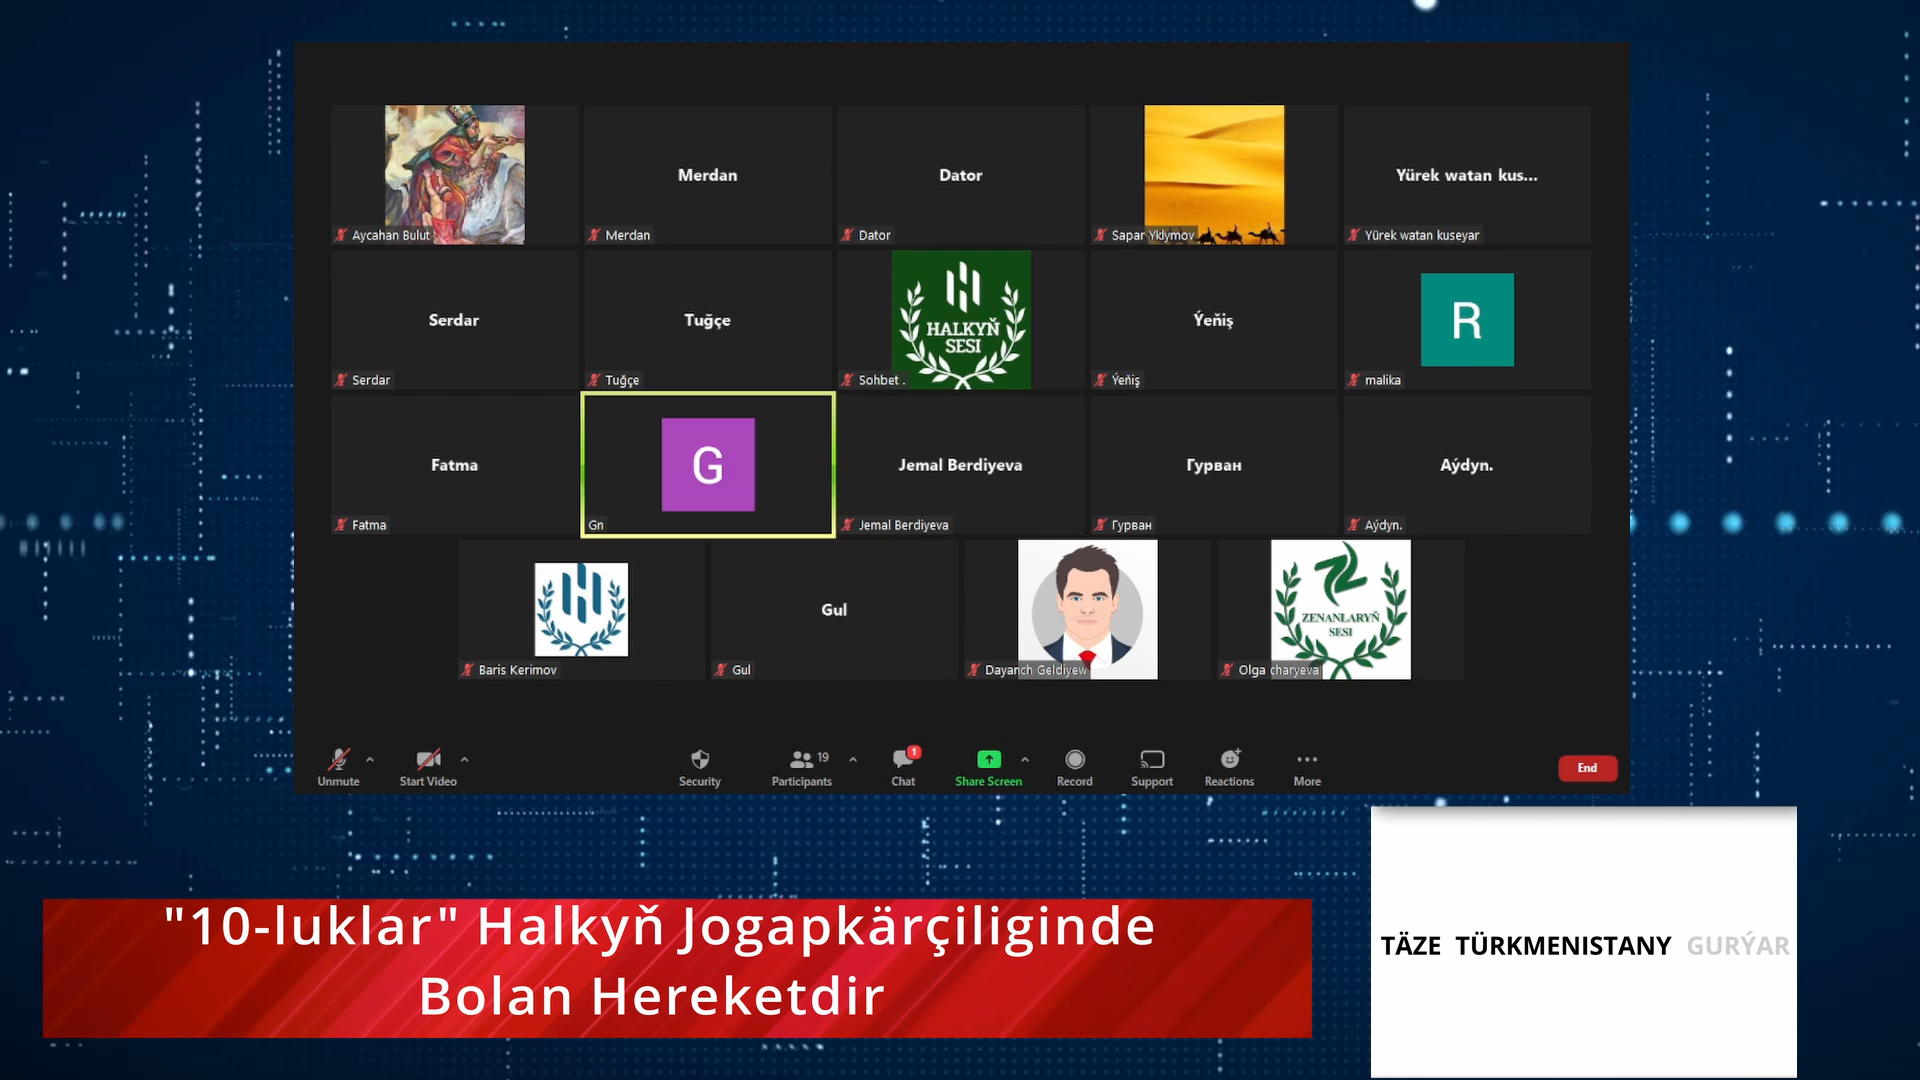 Merdan
Dator
Yürek watan kus...
Aycahan Bulut
Merdan
Dator
Sapar Yklymov
Yürek watan kuseyar
Serdar
Tuğçe
HALKYŇ
SESI
Ýeňiş
R
Serdar
Tuğçe
Sohbet .
Ýeňiş
malika
Fatma
G
Jemal Berdiyeva
Гурван
Aýdyn.
Fatma
Gn
Jemal Berdiyeva
Гурван
Aýdyn.
Gul
ZENANLARYŇ
SESI
Baris Kerimov
Gul
Dayanch Geldiyew
Olga charyeva
19
1
Unmute
Start Video
Security
Participants
Chat
Share Screen
Record
Support
Reactions
More
End
"10-luklar" Halkyň Jogapkärçiliginde
Bolan Hereketdir
TÄZE TÜRKMENISTANY GURÝAR